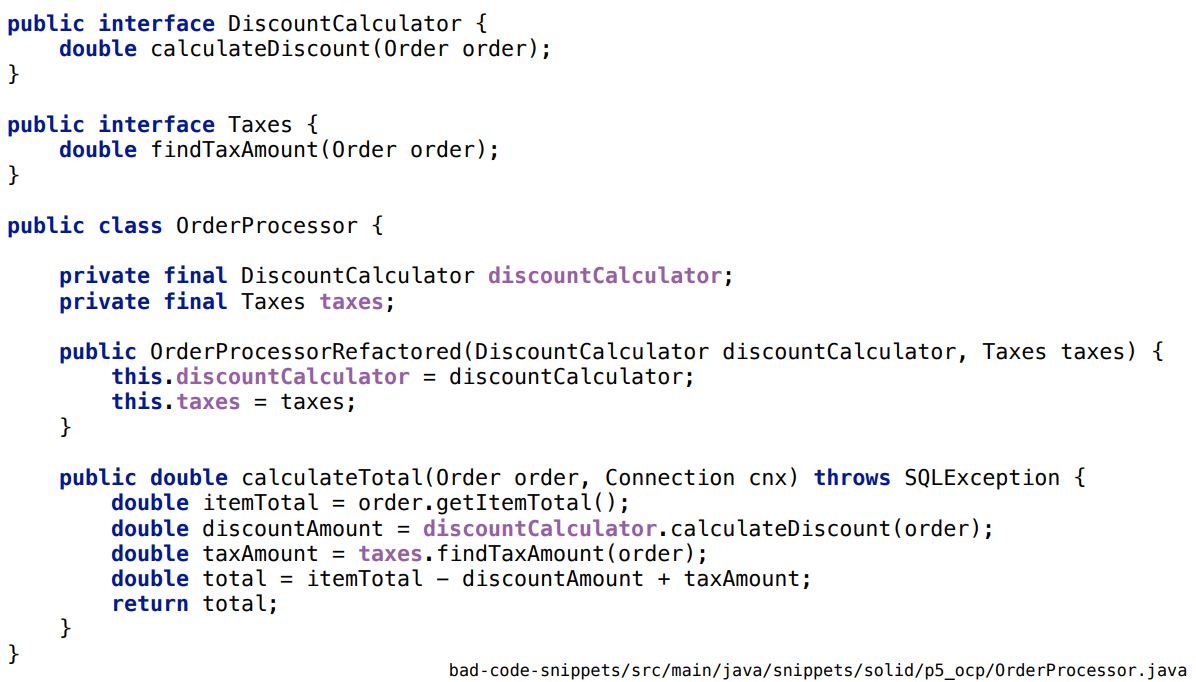 public interface DiscountCalculator {
    double calculateDiscount(Order order);
}
public interface Taxes {
    double findTaxAmount(Order order);
}
public class OrderProcessor {
    private final DiscountCalculator discountCalculator;
    private final Taxes taxes;
    public OrderProcessorRefactored(DiscountCalculator discountCalculator, Taxes taxes) {
        this.discountCalculator = discountCalculator;
        this.taxes = taxes;
    }
    public double calculateTotal(Order order, Connection cnx) throws SQLException {
        double itemTotal = order.getItemTotal();
        double discountAmount = discountCalculator.calculateDiscount(order);
        double taxAmount = taxes.findTaxAmount(order);
        double total = itemTotal − discountAmount + taxAmount;
        return total;
    }
}
bad-code-snippets/src/main/java/snippets/solid/p5_ocp/OrderProcessor.java